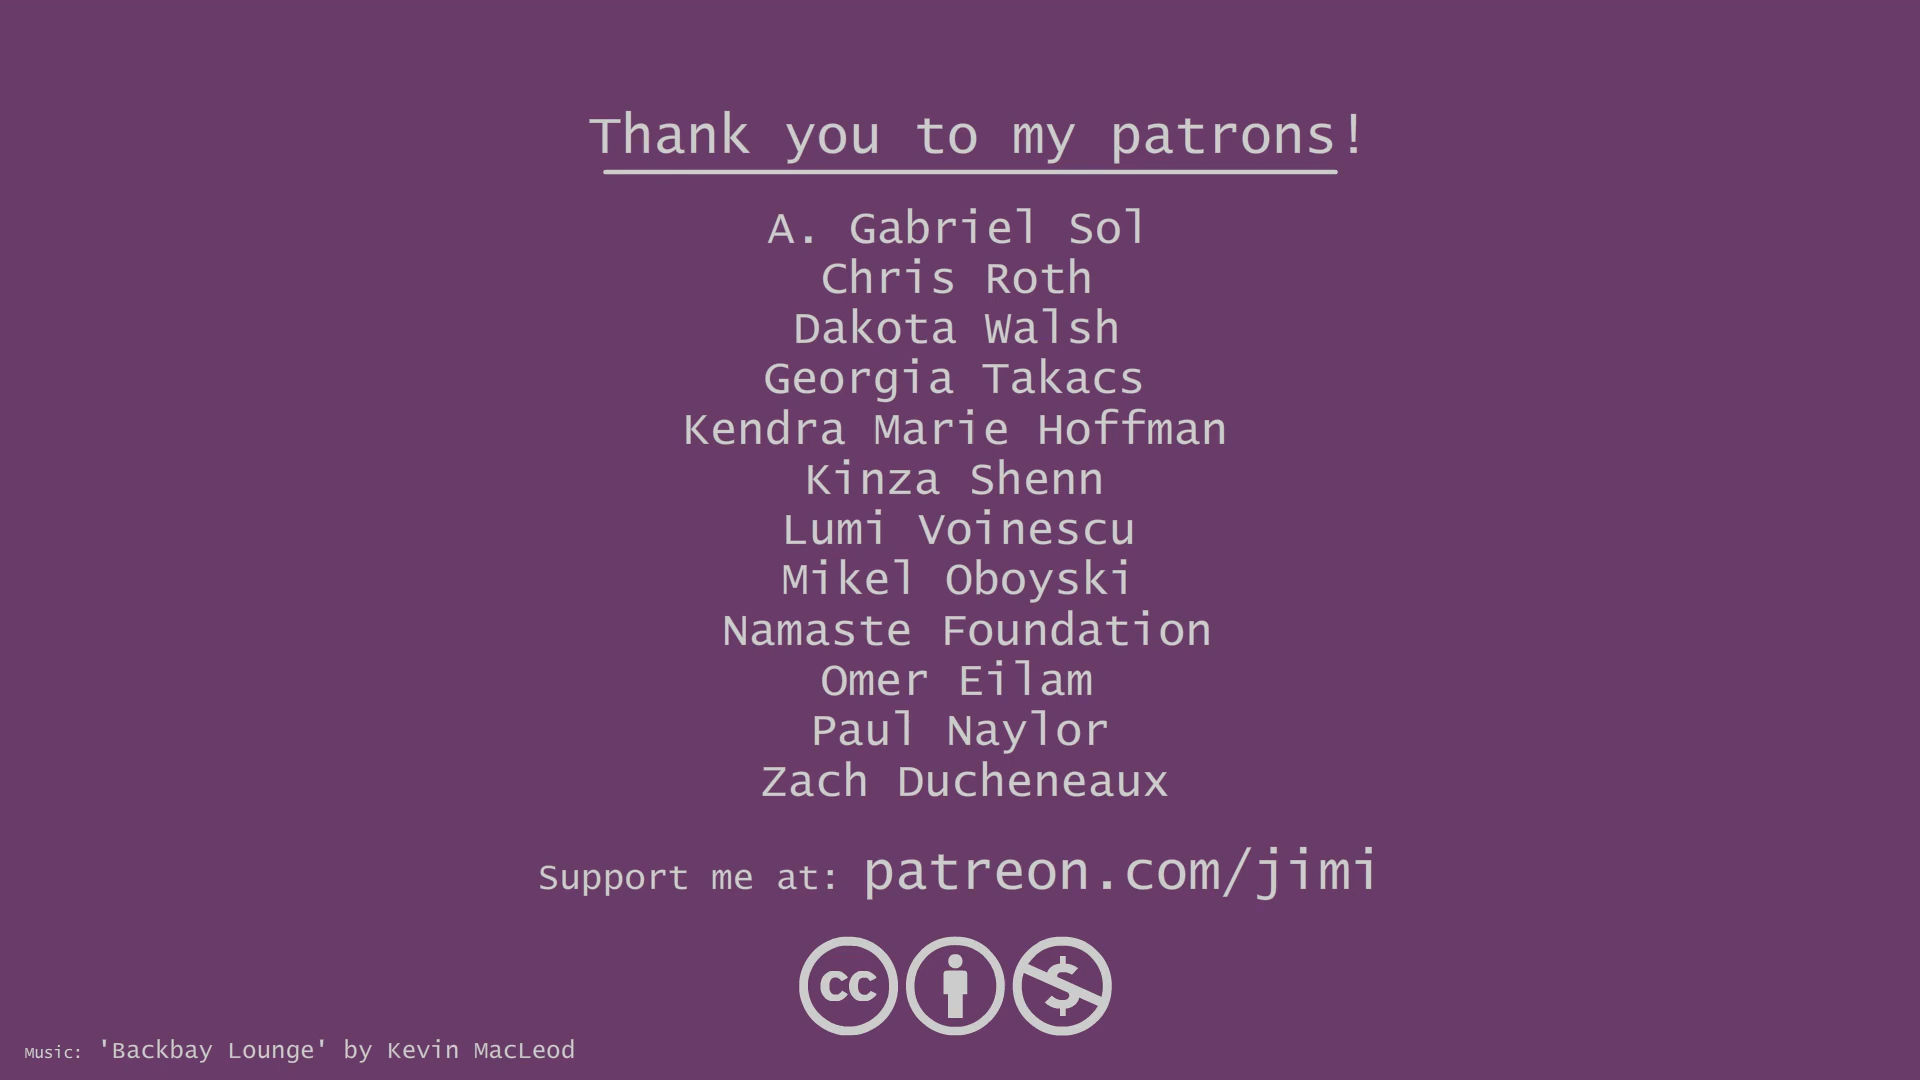 Thank you to my patrons!
A. Gabriel Sol
Chris Roth
Dakota Walsh
Georgia Takacs
Kendra Marie Hoffman
Kinza Shenn
Lumi Voinescu
Mikel Oboyski
Namaste Foundation
Omer Eilam
Paul Naylor
Zach Ducheneaux
Support me at: patreon.com/jimi
cc
Music: 'Backbay Lounge' by Kevin MacLeod